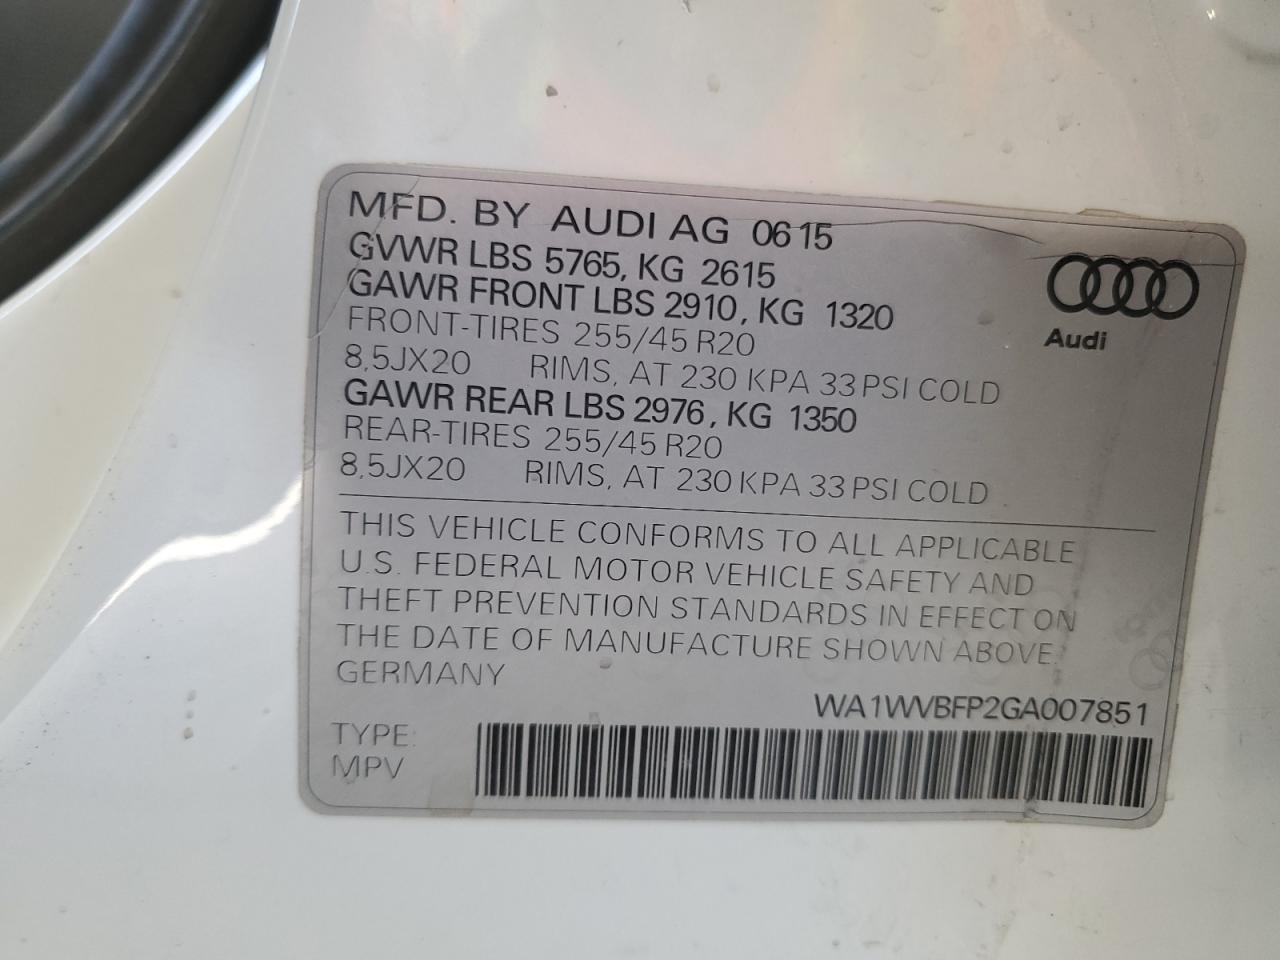 MFD. BY AUDI AG 06 15
GVWR LBS 5765, KG 2615
GAWR FRONT LBS 2910, KG 1320
FRONT-TIRES 255/45 R20
8,5JX20 RIMS, AT 230 KPA 33 PSI COLD
GAWR REAR LBS 2976, KG 1350
REAR-TIRES 255/45 R20
8,5JX20 RIMS, AT 230 KPA 33 PSI COLD
Audi
THIS VEHICLE CONFORMS TO ALL APPLICABLE
U.S. FEDERAL MOTOR VEHICLE SAFETY AND
THEFT PREVENTION STANDARDS IN EFFECT ON
THE DATE OF MANUFACTURE SHOWN ABOVE.
GERMANY
WA1WVBFP2GA007851
TYPE:
MPV